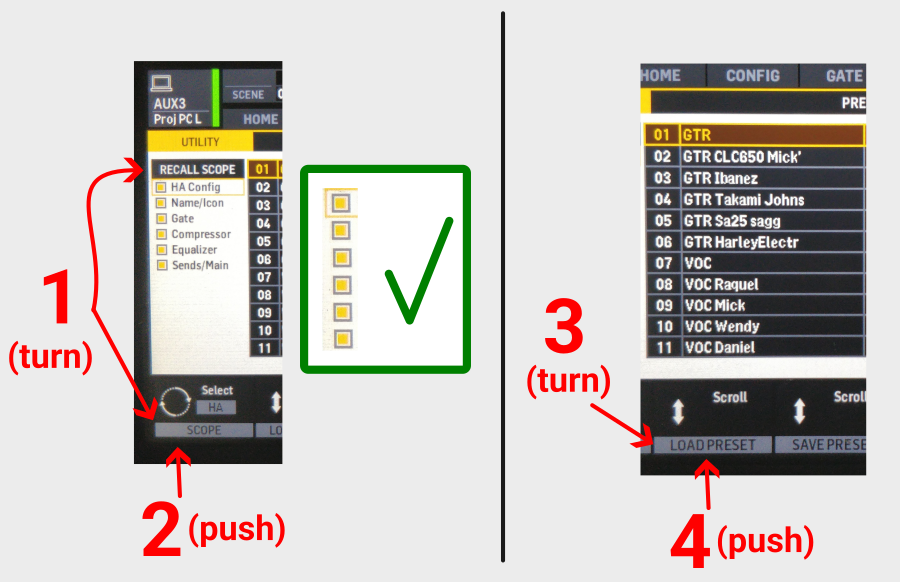 AUX3
Proj PC L
SCENE
HOME
UTILITY
RECALL SCOPE
HA Config
Name/Icon
Gate
Compressor
Equalizer
Sends/Main
01
02
03
04
05
06
07
08
09
10
11
Select
HA
SCOPE
LO
1
(turn)
2 (push)
HOME CONFIG GATE
PRE
01 GTR
02 GTR CLC650 Mick'
03 GTR Ibanez
04 GTR Takami Johns
05 GTR Sa25 sagg
06 GTR HarleyElectr
07 VOC
08 VOC Raquel
09 VOC Mick
10 VOC Wendy
11 VOC Daniel
Scroll Scroll
LOAD PRESET SAVE PRESE
3
(turn)
4 (push)